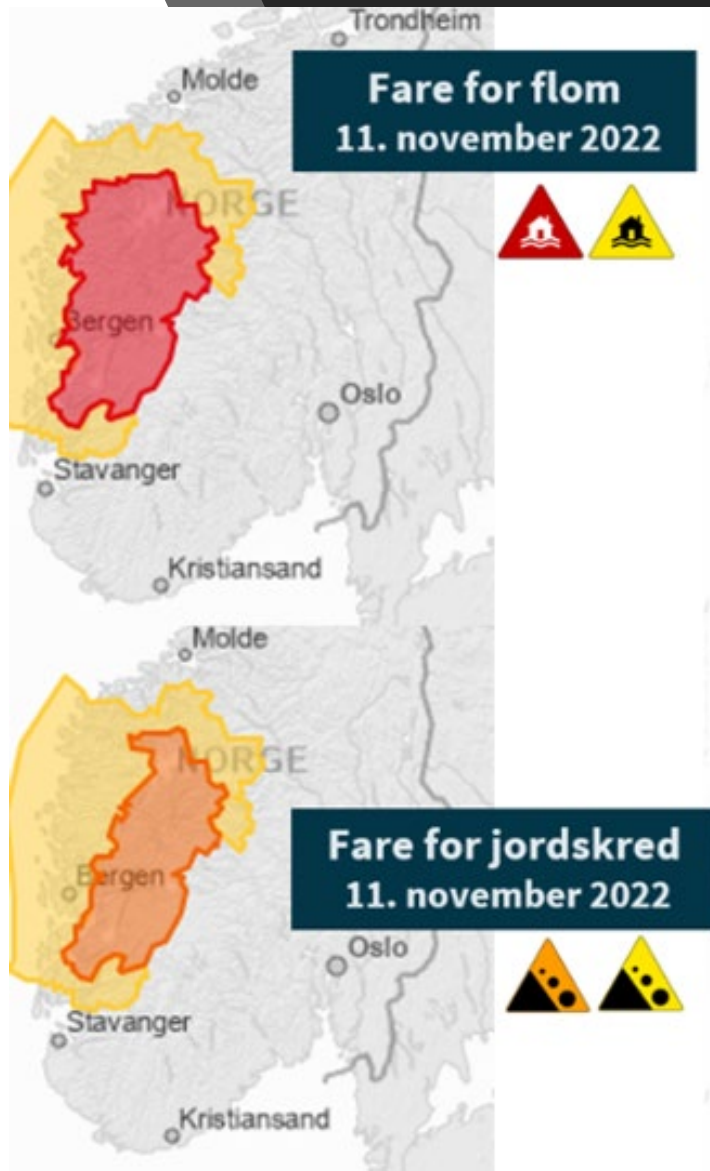 Trondheim
Molde
Fare for flom
11. november 2022
NORGE
Bergen
Oslo
Stavanger
Kristiansand
Molde
NORGE
Fare for jordskred
11. november 2022
Bergen
Oslo
Stavanger
Kristiansand